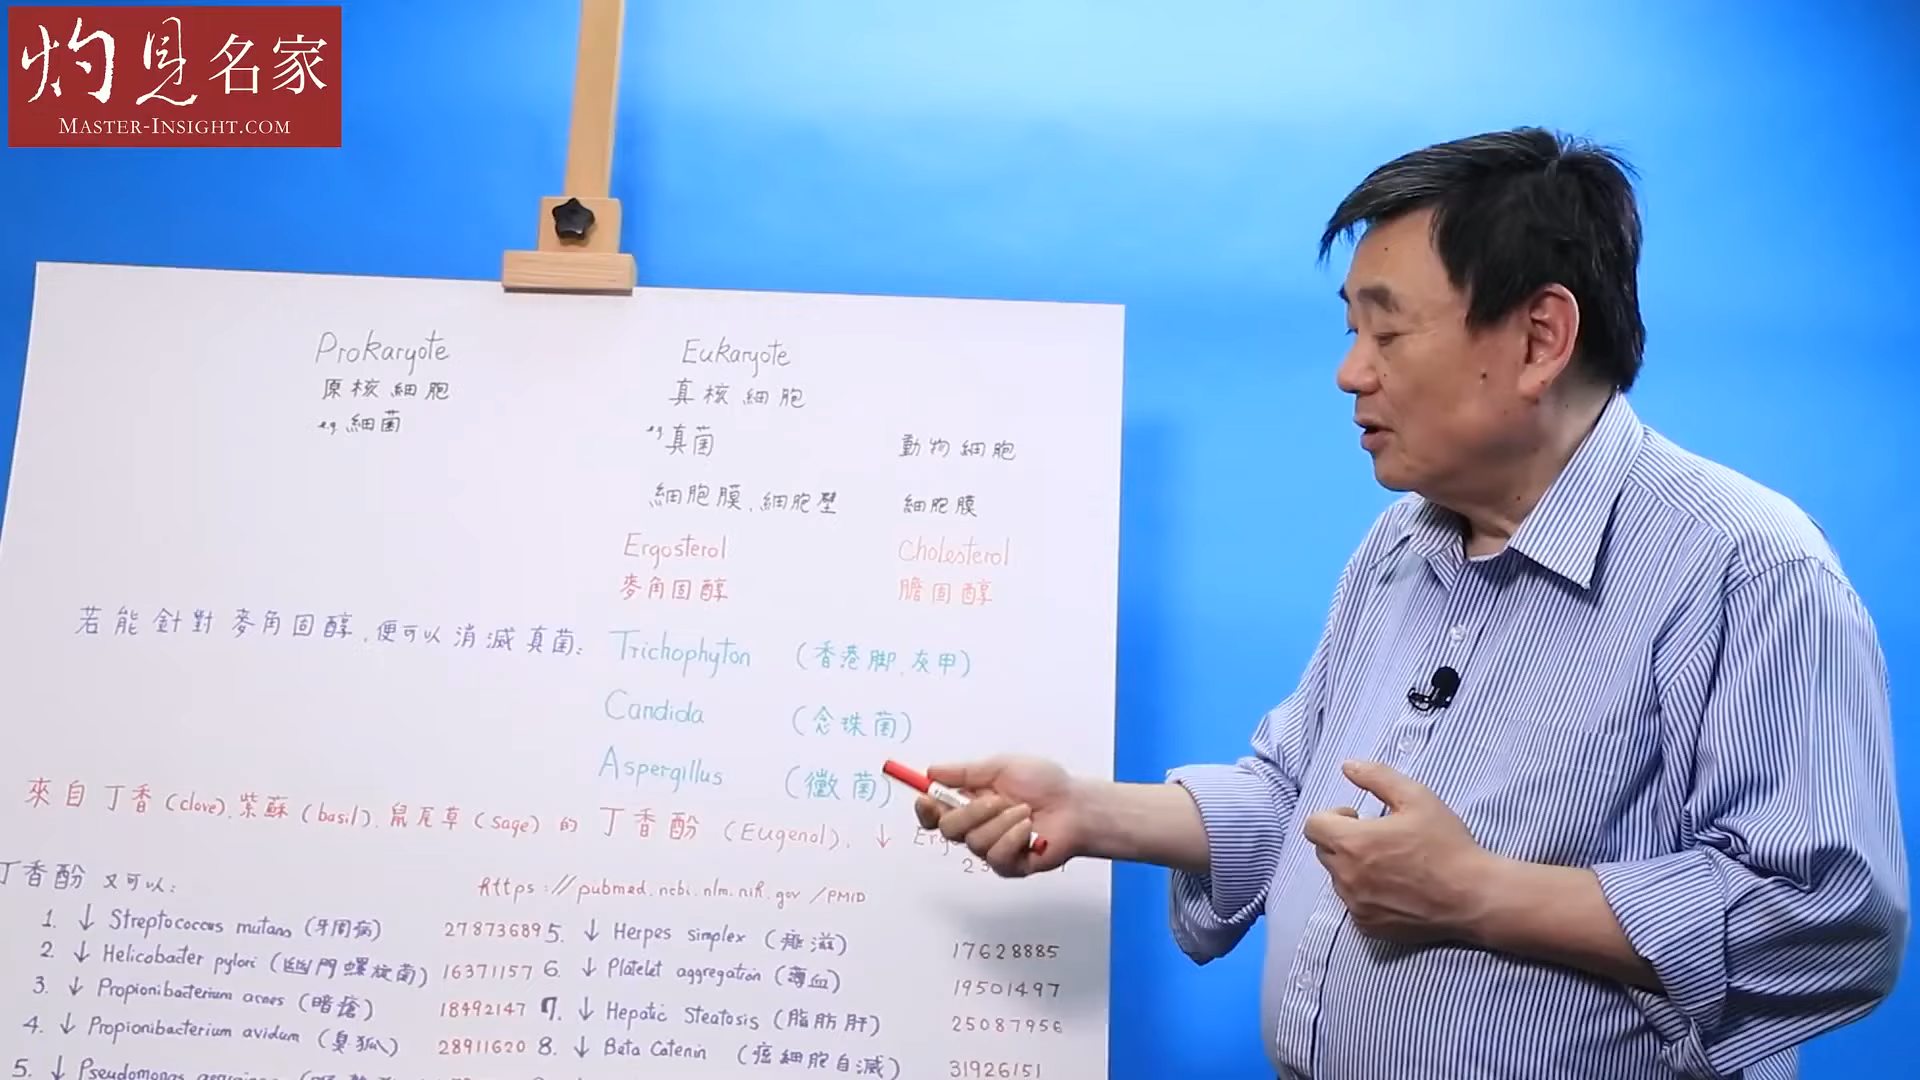 灼見名家
MASTER-INSIGHT.COM
Prokaryote
原核細胞
e.g. 細菌
Eukaryote
真核細胞
e.g. 真菌
動物細胞
細胞膜、細胞壁
細胞膜
Ergosterol
Cholesterol
麥角固醇
膽固醇
若能針對麥角固醇,便可以消滅真菌:
Trichophyton (香港腳、灰甲)
Candida (念珠菌)
Aspergillus (黴菌)
來自丁香(clove)、紫蘇(basil)、鼠尾草(sage)的丁香酚(Eugenol), ↓
丁香酚又可以:
https://pubmed.ncbi.nlm.nih.gov/PMID
1. ↓ Streptococcus mutans (牙周病) 27873689
2. ↓ Helicobacter pylori (幽門螺旋菌) 16371157
3. ↓ Propionibacterium acnes (暗瘡) 18492147
4. ↓ Propionibacterium avidum (臭狐) 28911620
5. ↓ Pseudomonas
5. ↓ Herpes simplex (疱滋) 17628885
6. ↓ Platelet aggregation (薄血) 19501497
7. ↓ Hepatic Steatosis (脂肪肝) 25087956
8. ↓ Beta Catenin (癌細胞自滅) 31926151